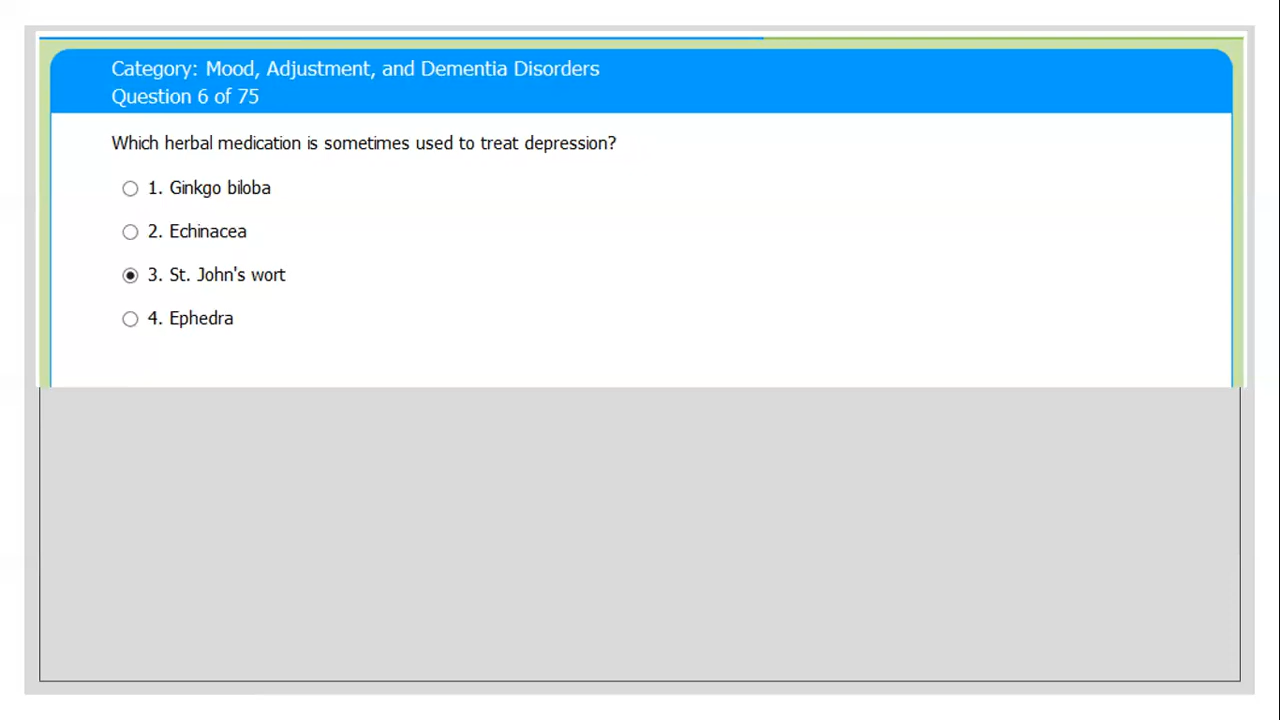 Category: Mood, Adjustment, and Dementia Disorders
Question 6 of 75
Which herbal medication is sometimes used to treat depression?
1. Ginkgo biloba
2. Echinacea
3. St. John's wort
4. Ephedra